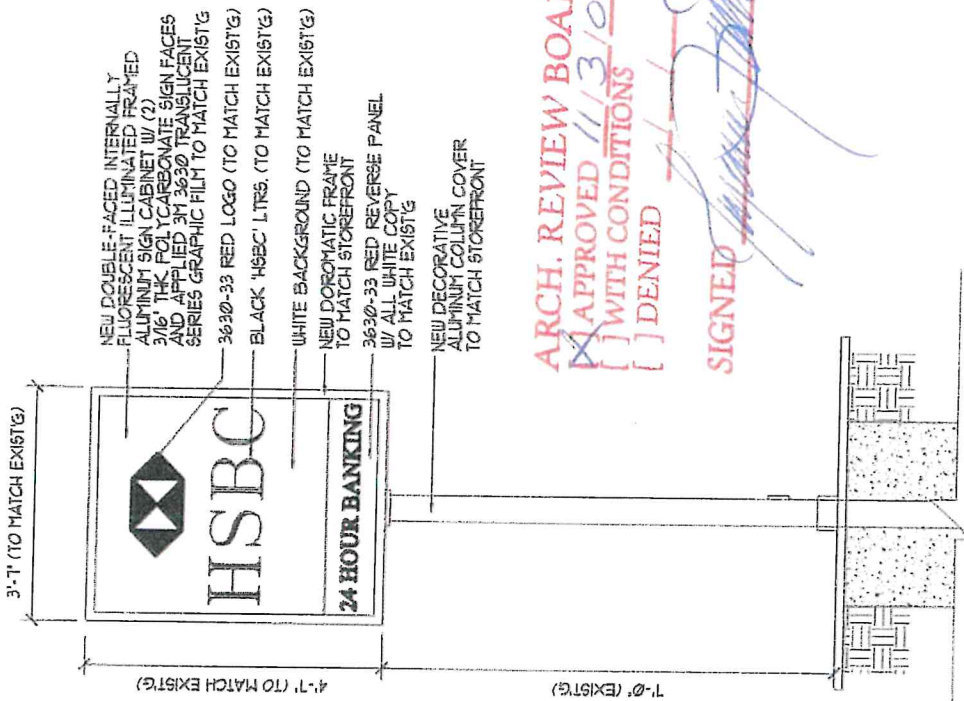 3'-7" (TO MATCH EXIST'G)
NEW DOUBLE-FACED INTERNALLY
FLUORESCENT ILLUMINATED FRAMED
ALUMINUM SIGN CABINET W/ (2)
3/16" THK. POLYCARBONATE SIGN FACES
AND APPLIED 3M 3630 TRANSLUCENT
SERIES GRAPHIC FILM TO MATCH EXIST'G
3630-33 RED LOGO (TO MATCH EXIST'G)
BLACK 'HSBC' LTRS. (TO MATCH EXIST'G)
WHITE BACKGROUND (TO MATCH EXIST'G)
NEW DOROMATIC FRAME
TO MATCH STOREFRONT
3630-33 RED REVERSE PANEL
W/ ALL WHITE COPY
TO MATCH EXIST'G
NEW DECORATIVE
ALUMINUM COLUMN COVER
TO MATCH STOREFRONT
HSBC
24 HOUR BANKING
4'-7" (TO MATCH EXIST'G)
7'-0" (EXIST'G)
ARCH. REVIEW
[X] APPROVED 11/3/0
[ ] WITH CONDITIONS
[ ] DENIED
SIGNED